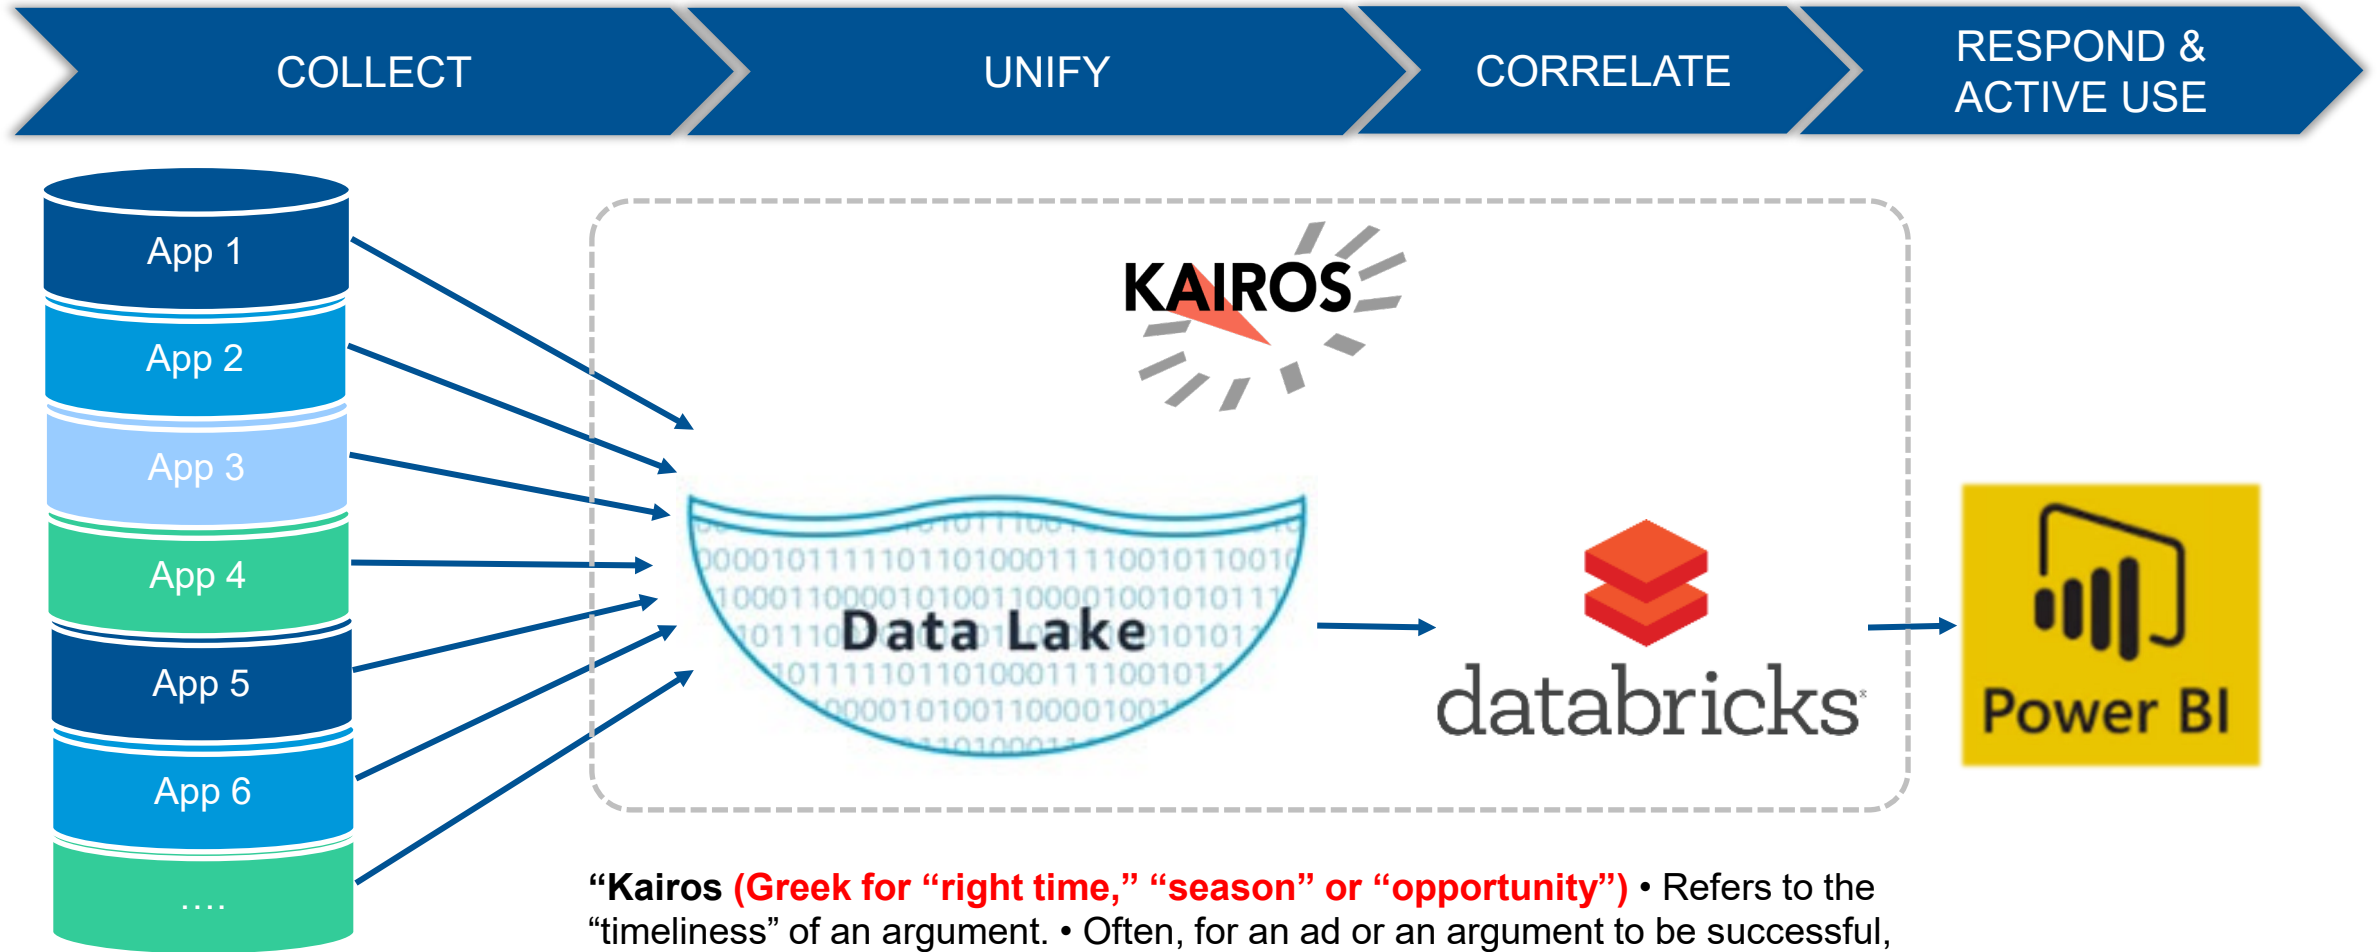 COLLECT
UNIFY
CORRELATE
RESPOND &
ACTIVE USE
App 1
App 2
App 3
App 4
App 5
App 6
....
KAIROS
00001011111011010001111001011001
Data Lake
databricks
Power BI
“Kairos (Greek for “right time,” “season” or “opportunity”) • Refers to the
“timeliness” of an argument. • Often, for an ad or an argument to be successful,